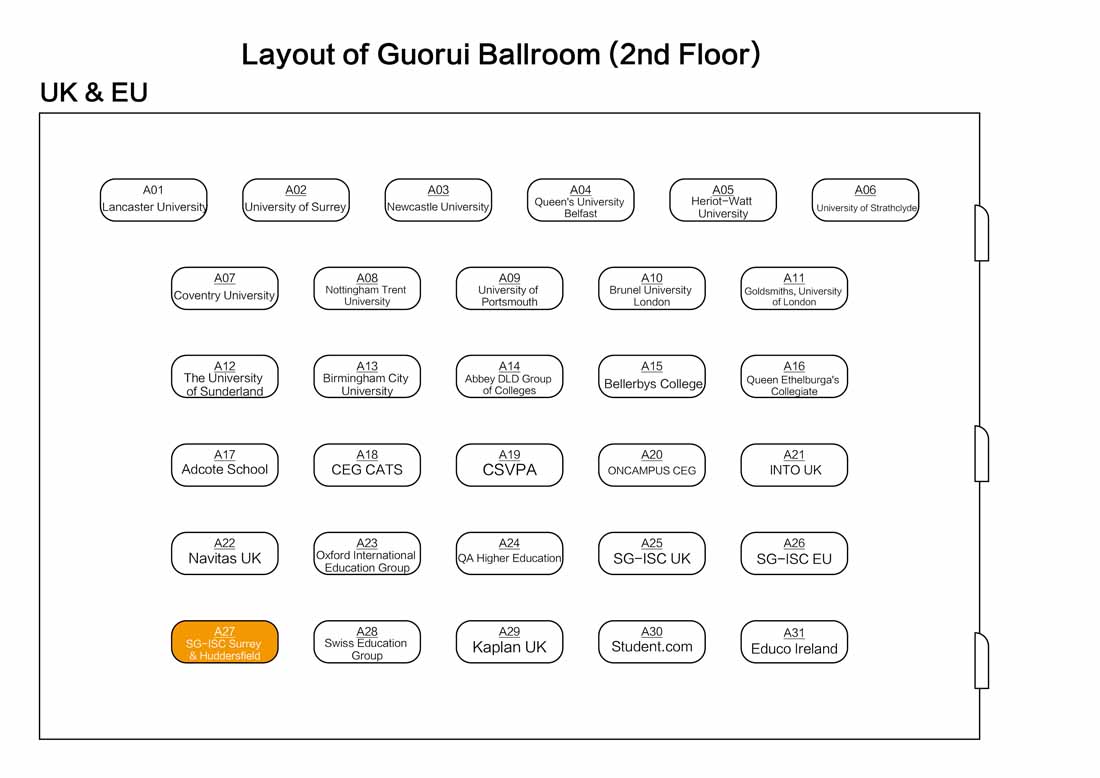 Layout of Guorui Ballroom (2nd Floor)
UK & EU
A01
Lancaster University
A02
University of Surrey
A03
Newcastle University
A04
Queen's University
Belfast
A05
Heriot-Watt
University
A06
University of Strathclyde
A07
Coventry University
A08
Nottingham Trent
University
A09
University of
Portsmouth
A10
Brunel University
London
A11
Goldsmiths, University
of London
A12
The University
of Sunderland
A13
Birmingham City
University
A14
Abbey DLD Group
of Colleges
A15
Bellerbys College
A16
Queen Ethelburga's
Collegiate
A17
Adcote School
A18
CEG CATS
A19
CSVPA
A20
ONCAMPUS CEG
A21
INTO UK
A22
Navitas UK
A23
Oxford International
Education Group
A24
QA Higher Education
A25
SG-ISC UK
A26
SG-ISC EU
A27
SG-ISC Surrey
& Huddersfield
A28
Swiss Education
Group
A29
Kaplan UK
A30
Student.com
A31
Educo Ireland